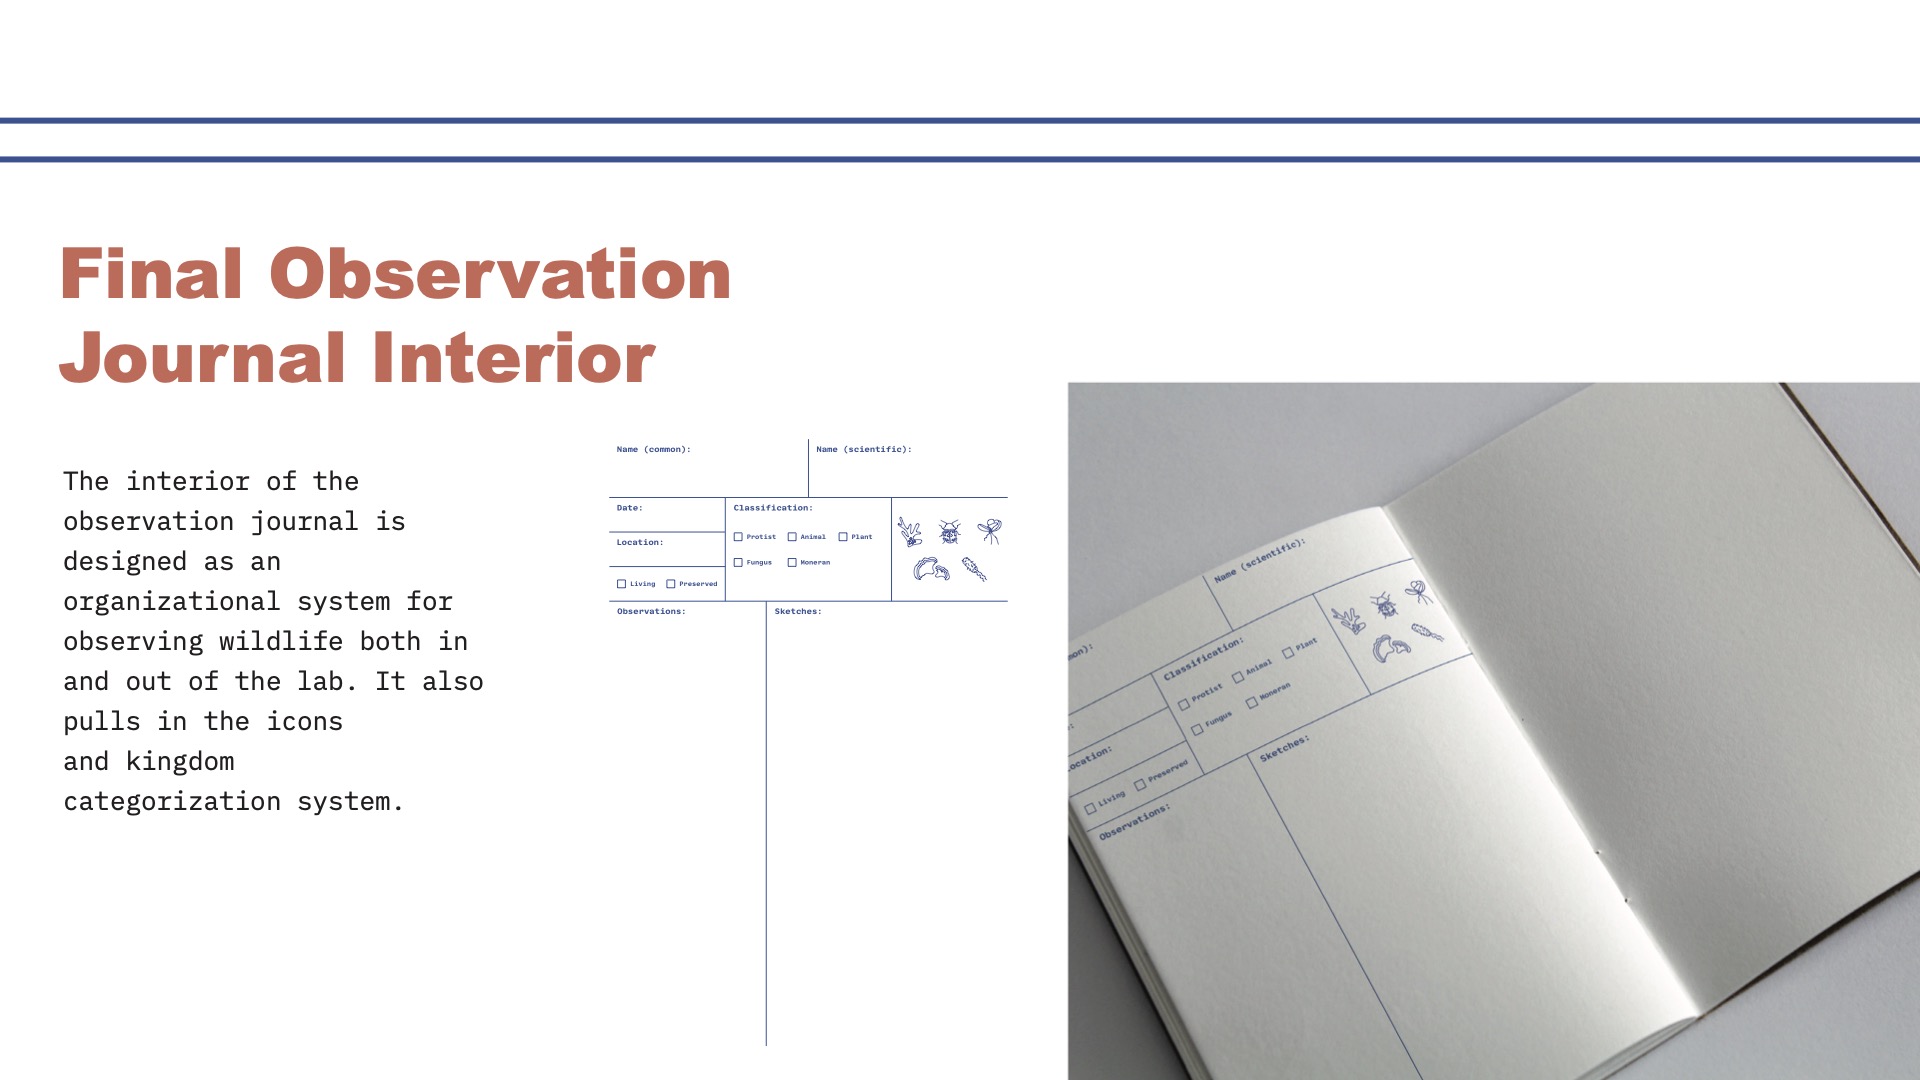 Final Observation
Journal Interior
The interior of the
observation journal is
designed as an
organizational system for
observing wildlife both in
and out of the lab. It also
pulls in the icons
and kingdom
categorization system.
Name (common):
Name (scientific):
Date:
Classification:
Protist
Animal
Plant
Location:
Fungus
Moneran
Living
Preserved
Observations:
Sketches:
Name (scientific):
mon):
Classification:
Plant
Animal
Protist
Moneran
Fungus
e:
ocation:
Sketches:
Preserved
Living
Observations: